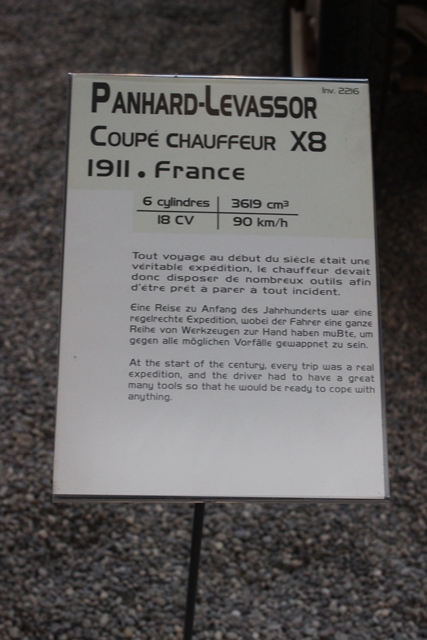 Inv. 2216
PANHARD-LEVASSOR
COUPÉ CHAUFFEUR X8
1911 . France
6 cylindres | 3619 cm³
18 CV | 90 km/h
Tout voyage au début du siècle était une
véritable expédition, le chauffeur devait
donc disposer de nombreux outils afin
d'être prêt à parer à tout incident.
Eine Reise zu Anfang des Jahrhunderts war eine
regelrechte Expedition, wobei der Fahrer eine ganze
Reihe von Werkzeugen zur Hand haben mußte, um
gegen alle möglichen Vorfälle gewappnet zu sein.
At the start of the century, every trip was a real
expedition, and the driver had to have a great
many tools so that he would be ready to cope with
anything.